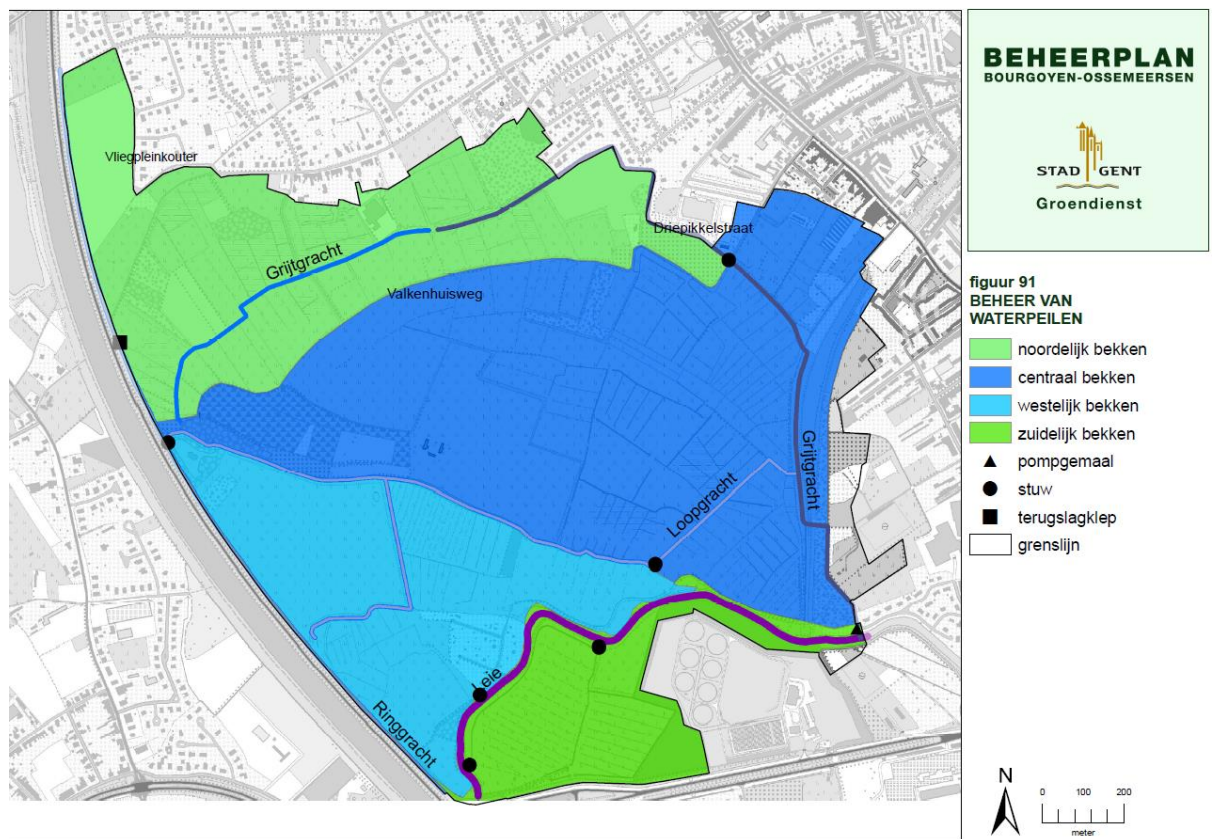 Vliegpleinkouter
Grijtgracht
Driepikkelstraat
Valkenhuisweg
Grijtgracht
Loopgracht
Leie
Ringgracht
BEHEERPLAN
BOURGOYEN-OSSEMEERSEN
STAD GENT
Groendienst
figuur 91
BEHEER VAN
WATERPEILEN
noordelijk bekken
centraal bekken
westelijk bekken
zuidelijk bekken
pompgemaal
stuw
terugslagklep
grenslijn
N
0 100 200
meter